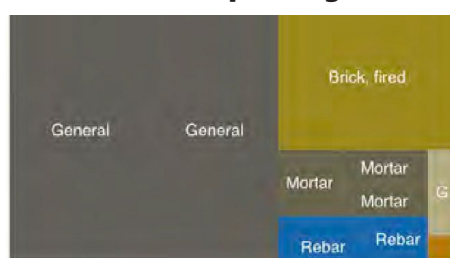 Brick, fired
General
General
Mortar
Mortar
Mortar
G
Rebar
Rebar